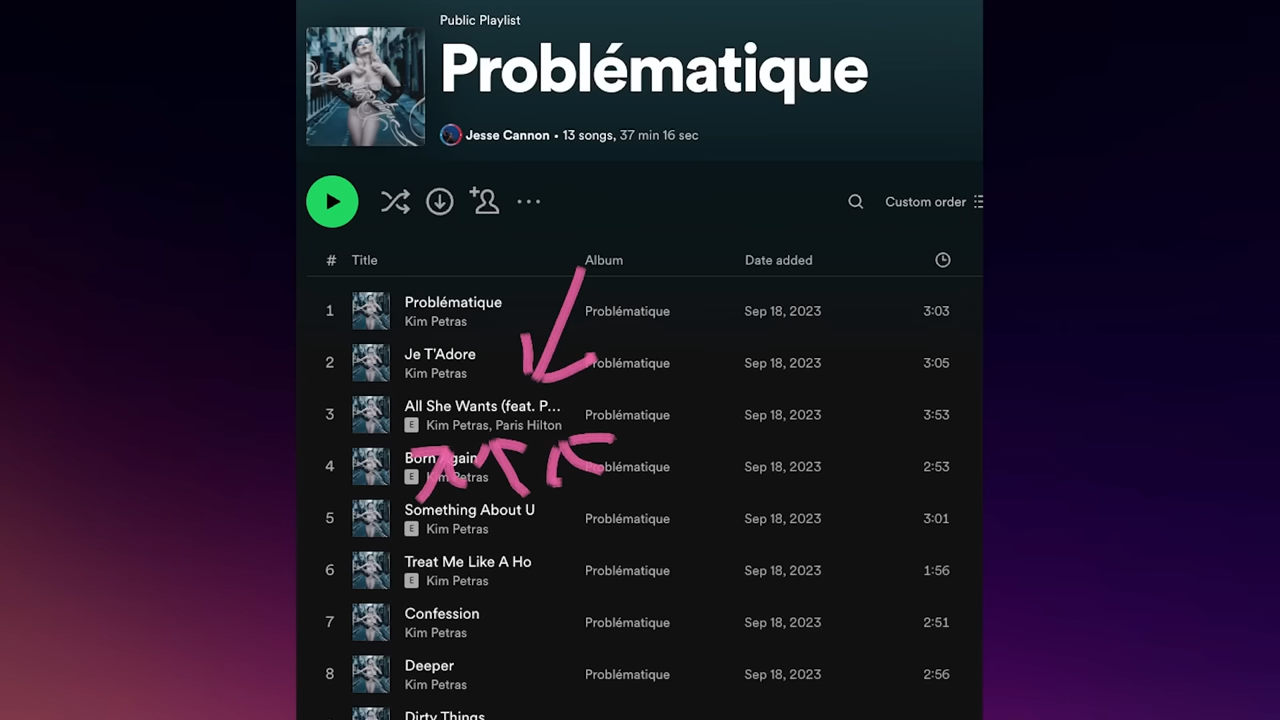 Public Playlist
Problématique
Jesse Cannon • 13 songs, 37 min 16 sec
Custom order
# Title Album Date added
1 Problématique Problématique Sep 18, 2023 3:03
Kim Petras
2 Je T'Adore Problématique Sep 18, 2023 3:05
Kim Petras
3 All She Wants (feat. P... Problématique Sep 18, 2023 3:53
E Kim Petras, Paris Hilton
4 Born Again Problématique Sep 18, 2023 2:53
E Kim Petras
5 Something About U Problématique Sep 18, 2023 3:01
E Kim Petras
6 Treat Me Like A Ho Problématique Sep 18, 2023 1:56
E Kim Petras
7 Confession Problématique Sep 18, 2023 2:51
Kim Petras
8 Deeper Problématique Sep 18, 2023 2:56
Kim Petras
Dirty Things